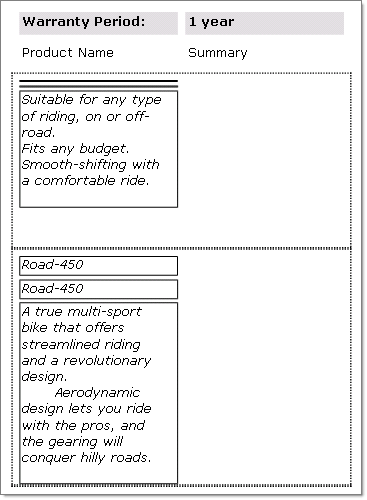 Warranty Period: 1 year
Product Name Summary
Suitable for any type
of riding, on or off-
road.
Fits any budget.
Smooth-shifting with
a comfortable ride.
Road-450
Road-450
A true multi-sport
bike that offers
streamlined riding
and a revolutionary
design.
Aerodynamic
design lets you ride
with the pros, and
the gearing will
conquer hilly roads.